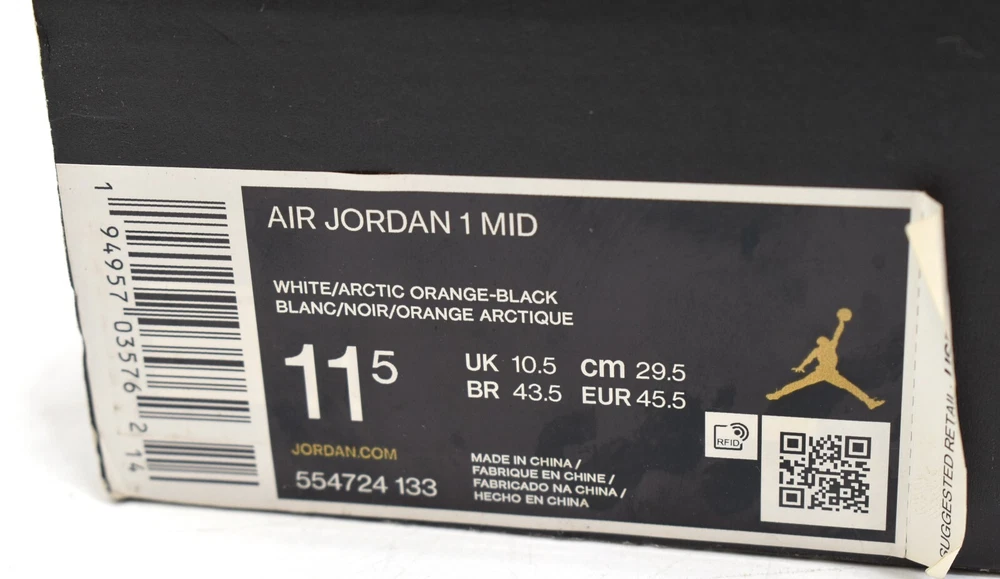 AIR JORDAN 1 MID
WHITE/ARCTIC ORANGE-BLACK
BLANC/NOIR/ORANGE ARCTIQUE
11 5
UK 10.5 CM 29.5
BR 43.5 EUR 45.5
JORDAN.COM
554724 133
MADE IN CHINA /
FABRIQUE EN CHINE /
FABRICADO NA CHINA /
HECHO EN CHINA
RFID
1 94957 03576 2 14
SUGGESTED RETAIL